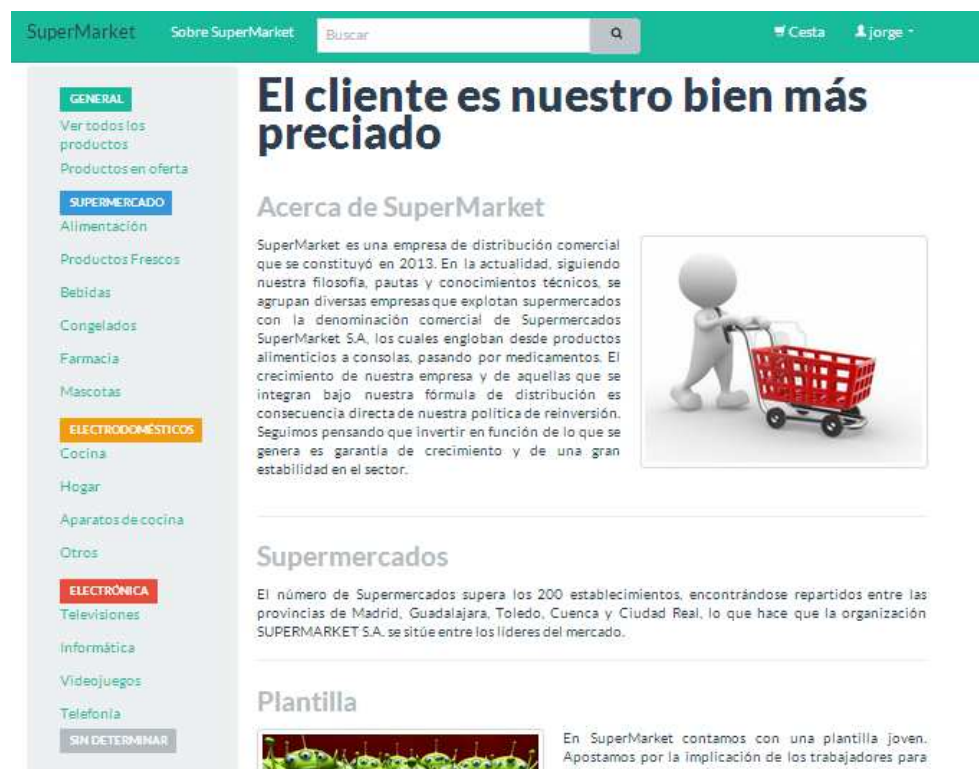 SuperMarket
Sobre SuperMarket
Buscar
Cesta
jorge
GENERAL
Ver todos los
productos
Productos en oferta
SUPERMERCADO
Alimentación
Productos Frescos
Bebidas
Congelados
Farmacia
Mascotas
ELECTRODOMÉSTICOS
Cocina
Hogar
Aparatos de cocina
Otros
ELECTRÓNICA
Televisiones
Informática
Videojuegos
Telefonía
SIN DETERMINAR
El cliente es nuestro bien más
preciado
Acerca de SuperMarket
SuperMarket es una empresa de distribución comercial
que se constituyó en 2013. En la actualidad, siguiendo
nuestra filosofía, pautas y conocimientos técnicos, se
agrupan diversas empresas que explotan supermercados
con la denominación comercial de Supermercados
SuperMarket S.A, los cuales engloban desde productos
alimenticios a consolas, pasando por medicamentos. El
crecimiento de nuestra empresa y de aquellas que se
integran bajo nuestra fórmula de distribución es
consecuencia directa de nuestra política de reinversión.
Seguimos pensando que invertir en función de lo que se
genera es garantía de crecimiento y de una gran
estabilidad en el sector.
Supermercados
El número de Supermercados supera los 200 establecimientos, encontrándose repartidos entre las
provincias de Madrid, Guadalajara, Toledo, Cuenca y Ciudad Real, lo que hace que la organización
SUPERMARKET S.A. se sitúe entre los líderes del mercado.
Plantilla
En SuperMarket contamos con una plantilla joven.
Apostamos por la implicación de los trabajadores para